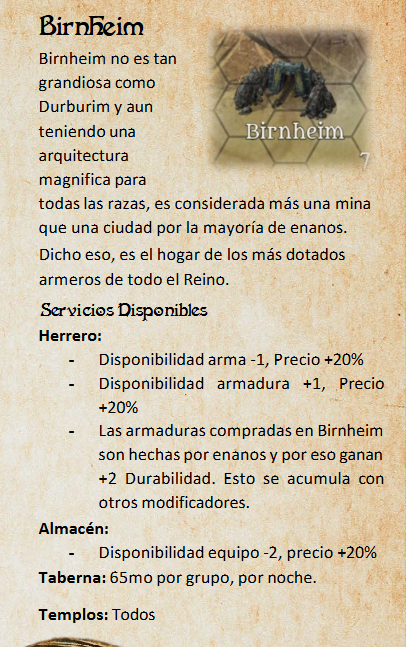 Birnheim
Birnheim no es tan
grandiosa como
Durburim y aun
teniendo una
arquitectura
magnifica para
todas las razas, es considerada más una mina
que una ciudad por la mayoría de enanos.
Dicho eso, es el hogar de los más dotados
armeros de todo el Reino.
Birnheim
7
Servicios Disponibles
Herrero:
- Disponibilidad arma -1, Precio +20%
- Disponibilidad armadura +1, Precio
+20%
- Las armaduras compradas en Birnheim
son hechas por enanos y por eso ganan
+2 Durabilidad. Esto se acumula con
otros modificadores.
Almacén:
- Disponibilidad equipo -2, precio +20%
Taberna: 65mo por grupo, por noche.
Templos: Todos